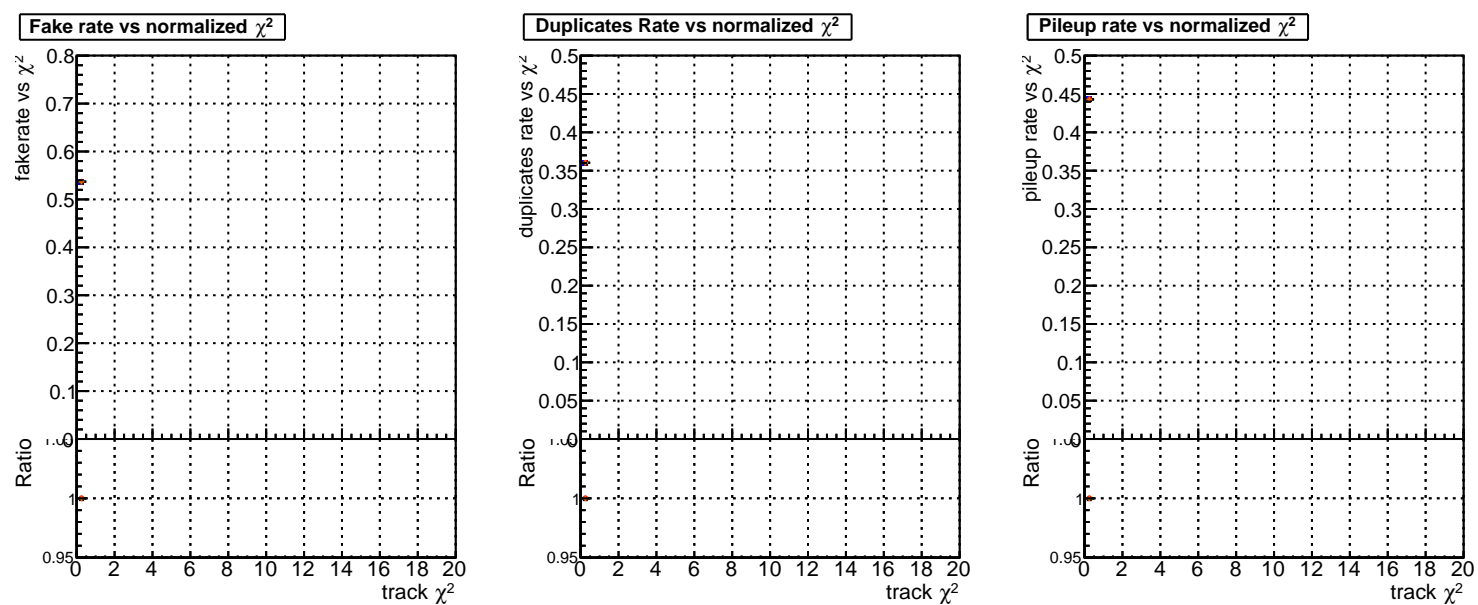 Fake rate vs normalized χ²
fakerate vs χ²
0.8
0.7
0.6
0.5
0.4
0.3
0.2
0.1
0
Ratio
1
0.95
0 2 4 6 8 10 12 14 16 18 20
track χ²
Duplicates Rate vs normalized χ²
duplicates rate vs χ²
0.5
0.45
0.4
0.35
0.3
0.25
0.2
0.15
0.1
0.05
0
Ratio
1
0.95
0 2 4 6 8 10 12 14 16 18 20
track χ²
Pileup rate vs normalized χ²
pileup rate vs χ²
0.5
0.45
0.4
0.35
0.3
0.25
0.2
0.15
0.1
0.05
0
Ratio
1
0.95
0 2 4 6 8 10 12 14 16 18 20
track χ²